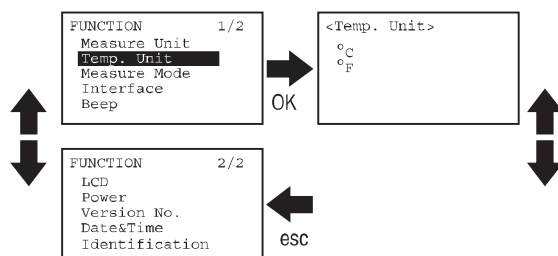 FUNCTION 1/2
Measure Unit
Temp. Unit
Measure Mode
Interface
Beep
OK
<Temp. Unit>
°C
°F
FUNCTION 2/2
LCD
Power
Version No.
Date&Time
Identification
esc